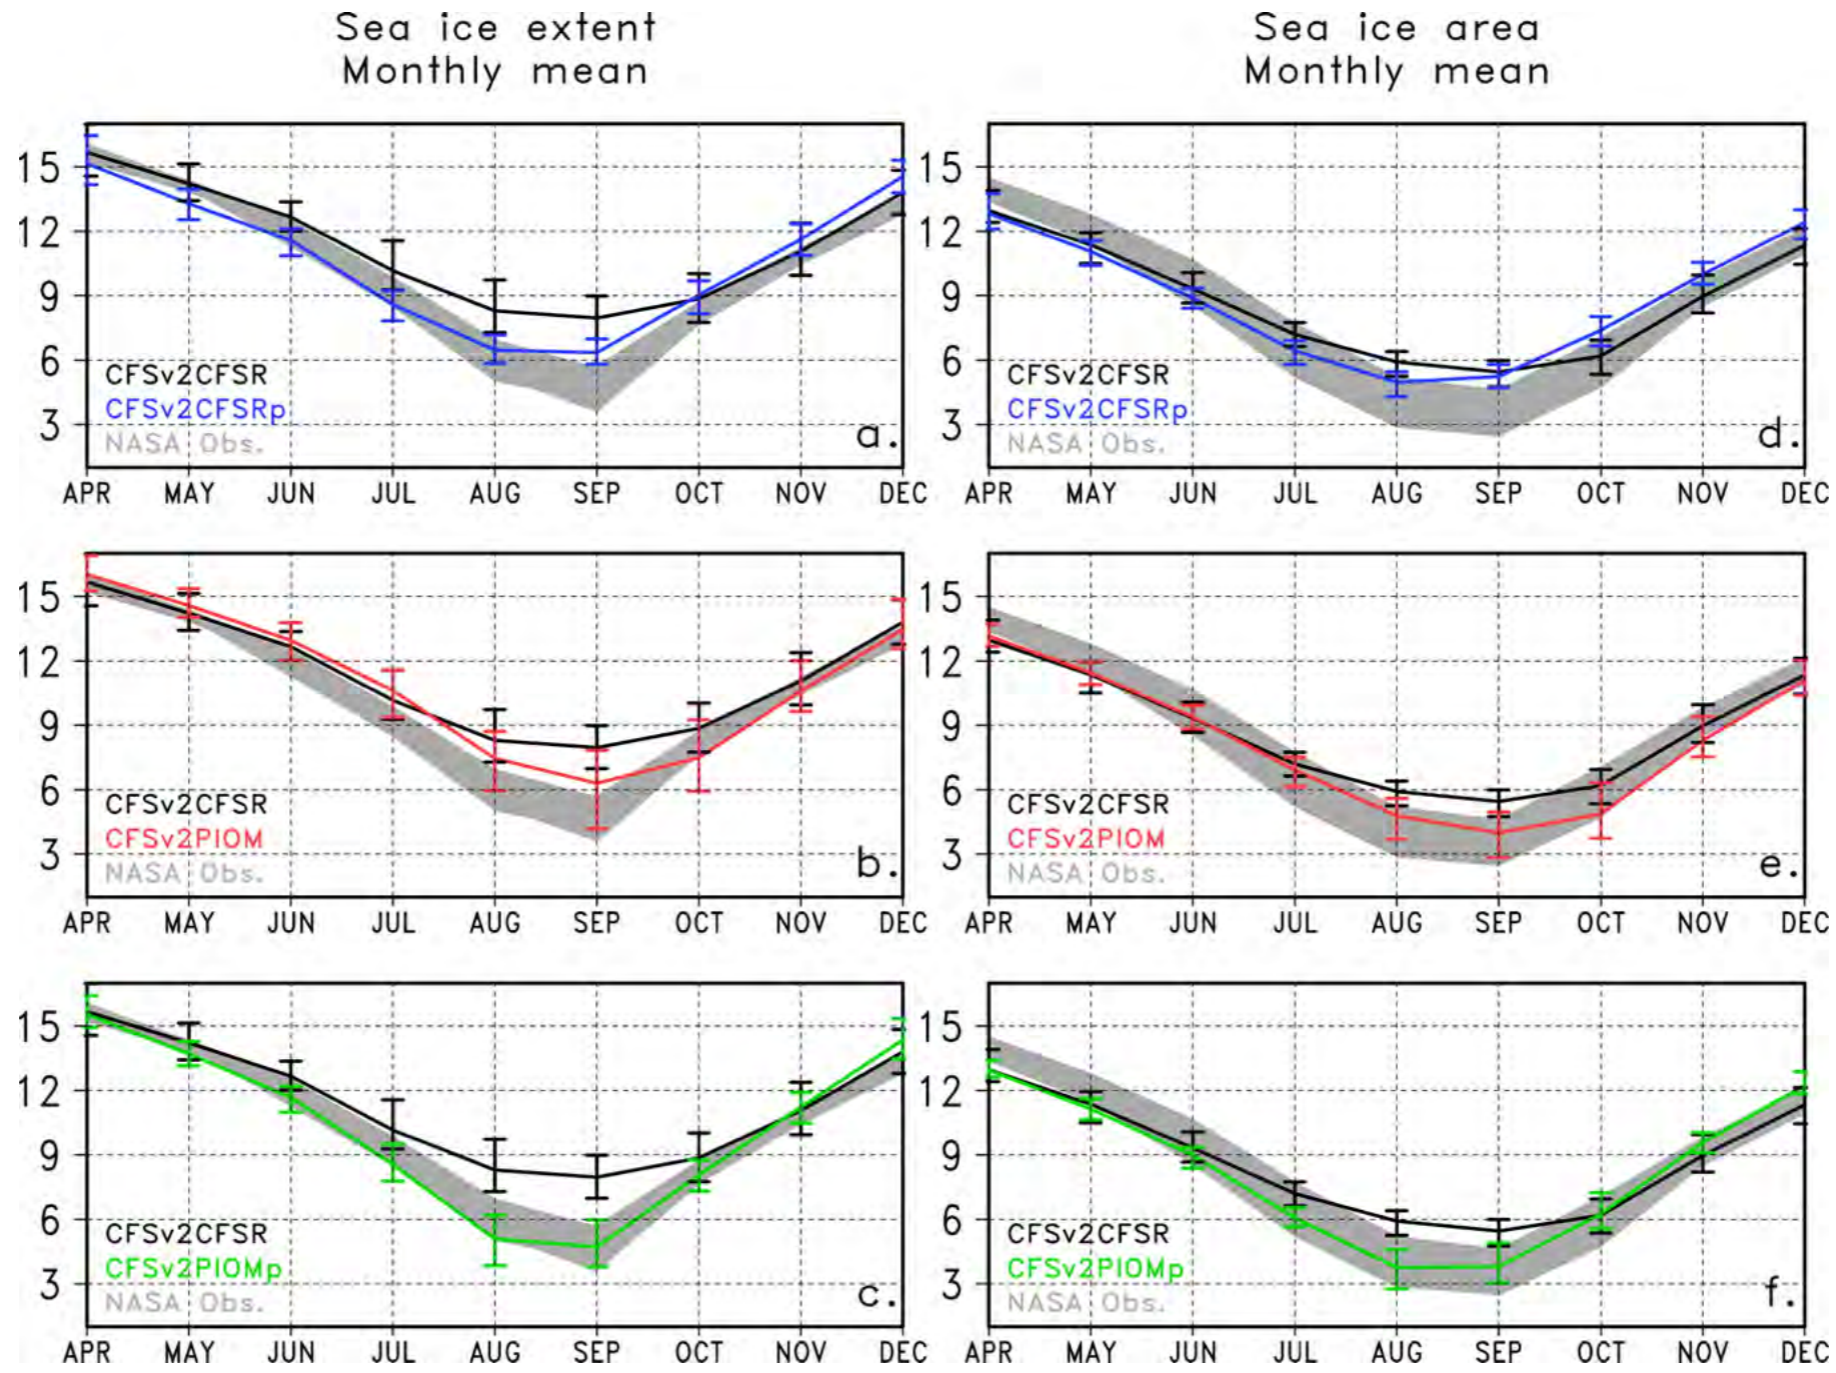 Sea ice extent
Monthly mean
Sea ice area
Monthly mean
15
12
9
6
3
CFSv2CFSR
CFSv2CFSRp
NASA Obs.
a.
APR MAY JUN JUL AUG SEP OCT NOV DEC
15
12
9
6
3
CFSv2CFSR
CFSv2CFSRp
NASA Obs.
d.
APR MAY JUN JUL AUG SEP OCT NOV DEC
15
12
9
6
3
CFSv2CFSR
CFSv2PIOM
NASA Obs.
b.
APR MAY JUN JUL AUG SEP OCT NOV DEC
15
12
9
6
3
CFSv2CFSR
CFSv2PIOM
NASA Obs.
e.
APR MAY JUN JUL AUG SEP OCT NOV DEC
15
12
9
6
3
CFSv2CFSR
CFSv2PIOMp
NASA Obs.
c.
APR MAY JUN JUL AUG SEP OCT NOV DEC
15
12
9
6
3
CFSv2CFSR
CFSv2PIOMp
NASA Obs.
f.
APR MAY JUN JUL AUG SEP OCT NOV DEC